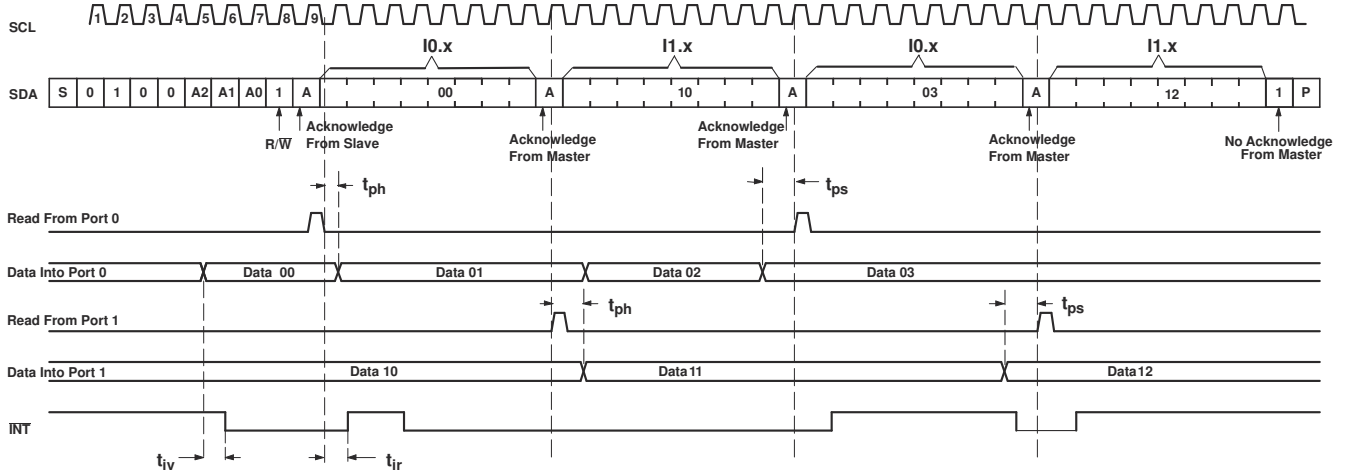 SCL
1 2 3 4 5 6 7 8 9
I0.x I1.x I0.x I1.x
SDA S 0 1 0 0 A2 A1 A0 1 A 00 A 10 A 03 A 12 1 P
R/W̅
Acknowledge
From Slave
Acknowledge
From Master
Acknowledge
From Master
Acknowledge
From Master
No Acknowledge
From Master
tph tps
Read From Port 0
Data Into Port 0 Data 00 Data 01 Data 02 Data 03
tph tps
Read From Port 1
Data Into Port 1 Data 10 Data 11 Data 12
I̅N̅T̅
tiv tir